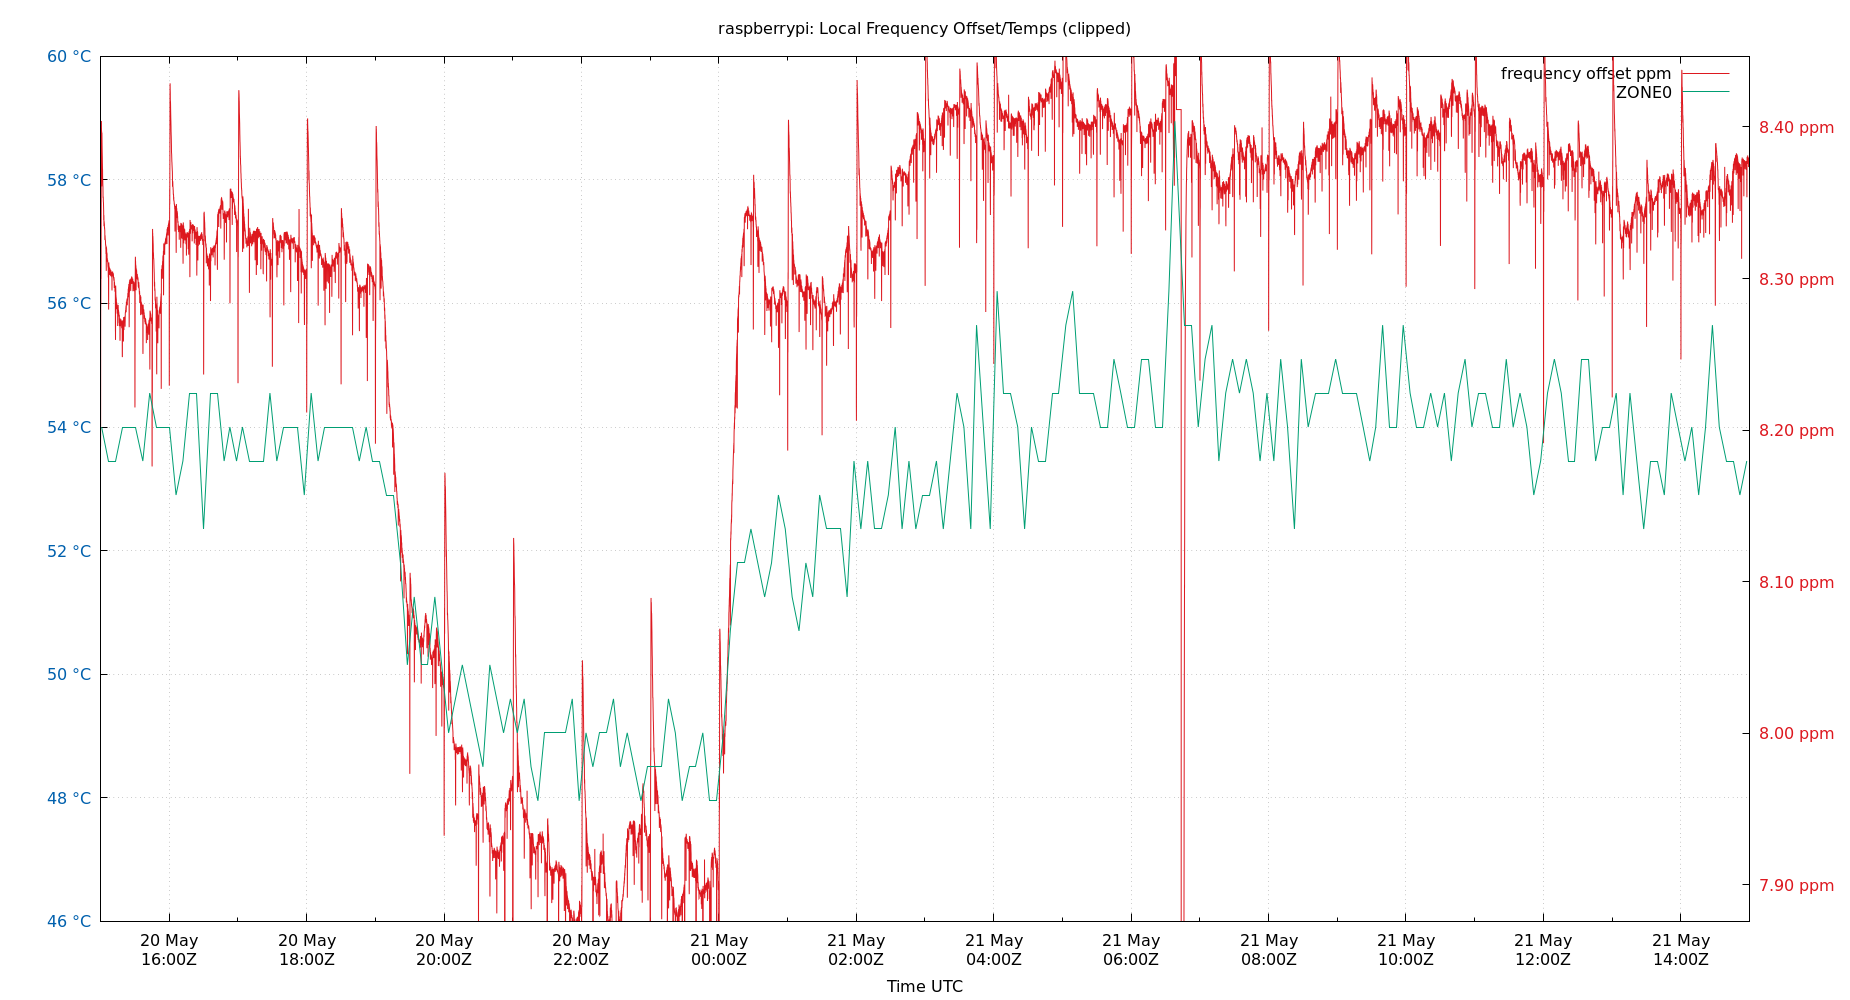 raspberrypi: Local Frequency Offset/Temps (clipped)
60 °C
58 °C
56 °C
54 °C
52 °C
50 °C
48 °C
46 °C
frequency offset ppm
ZONE0
8.40 ppm
8.30 ppm
8.20 ppm
8.10 ppm
8.00 ppm
7.90 ppm
20 May 20 May 20 May 20 May 21 May 21 May 21 May 21 May 21 May 21 May 21 May 21 May
16:00Z 18:00Z 20:00Z 22:00Z 00:00Z 02:00Z 04:00Z 06:00Z 08:00Z 10:00Z 12:00Z 14:00Z
Time UTC